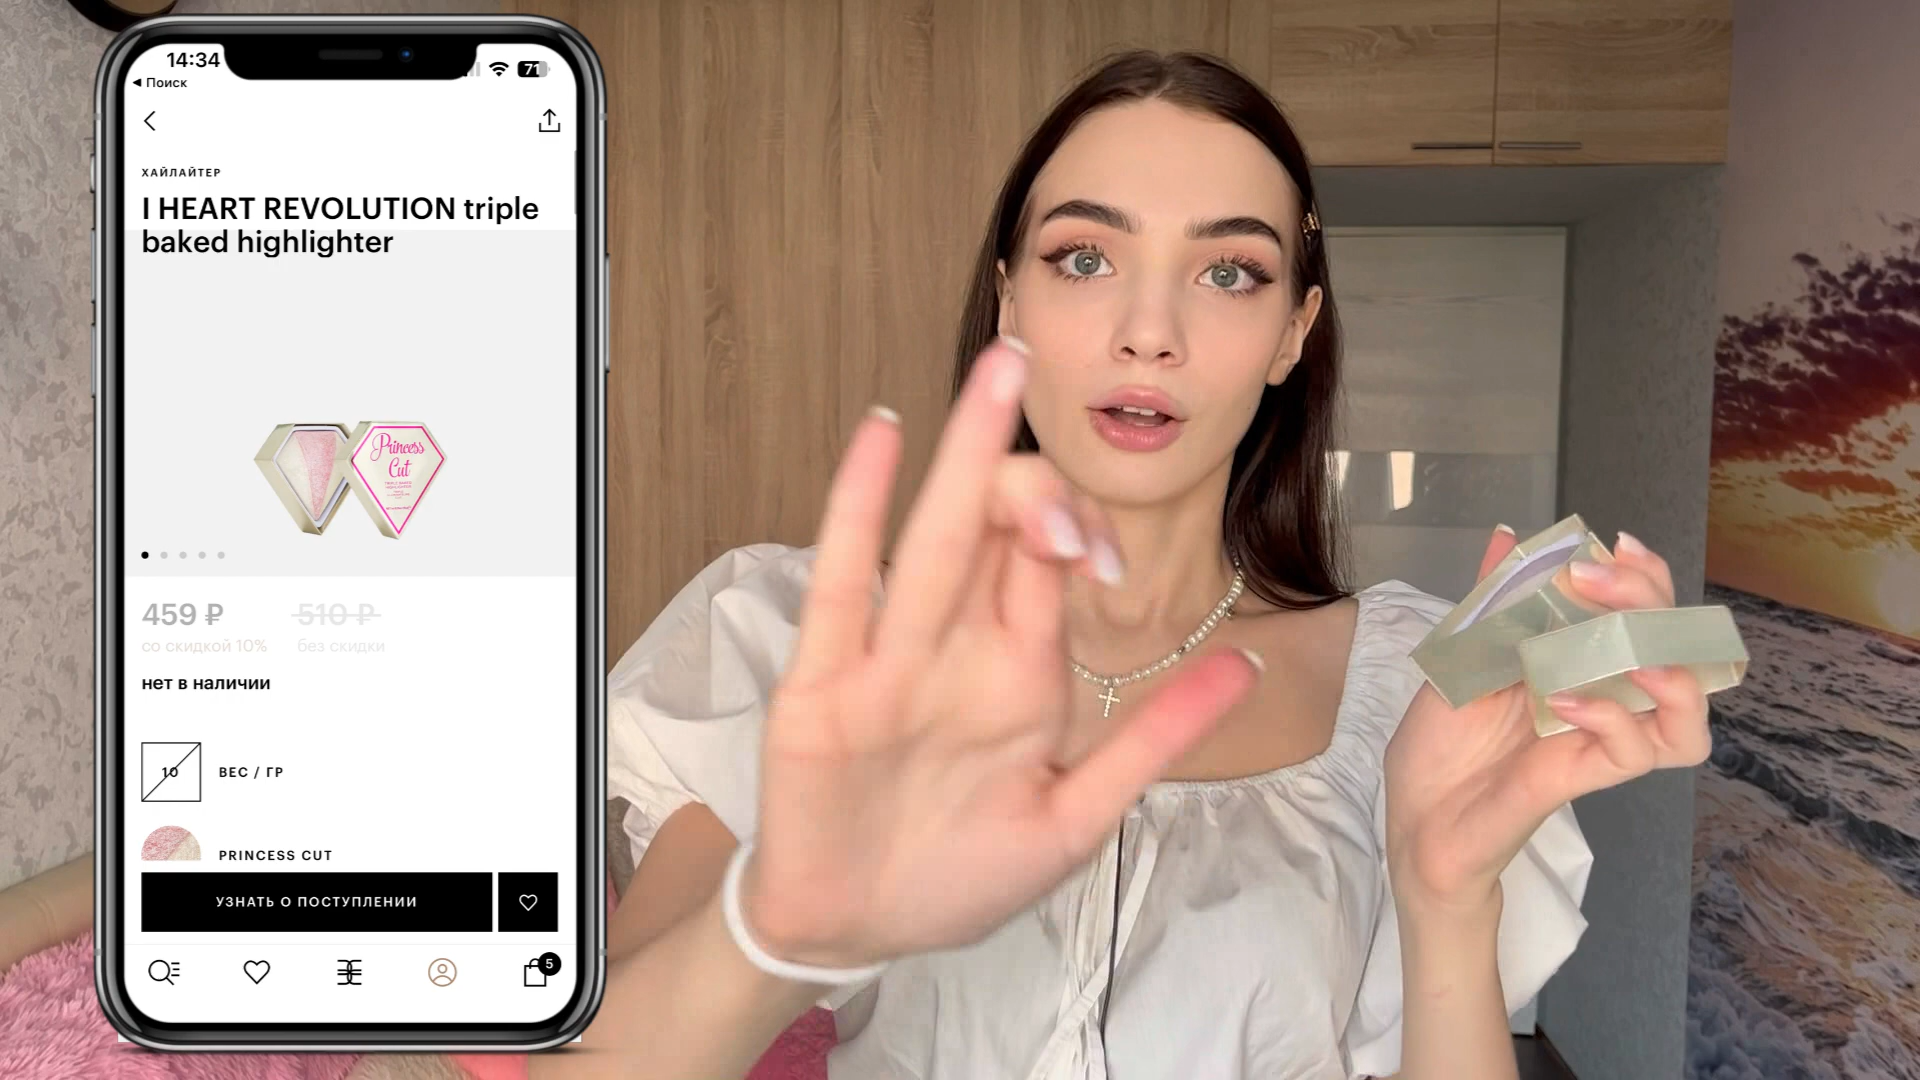 14:34
71
◀ Поиск
ХАЙЛАЙТЕР
I HEART REVOLUTION triple
baked highlighter
Princess
Cut
459 ₽
510 ₽
со скидкой 10%
без скидки
нет в наличии
10
ВЕС / ГР
PRINCESS CUT
УЗНАТЬ О ПОСТУПЛЕНИИ
5